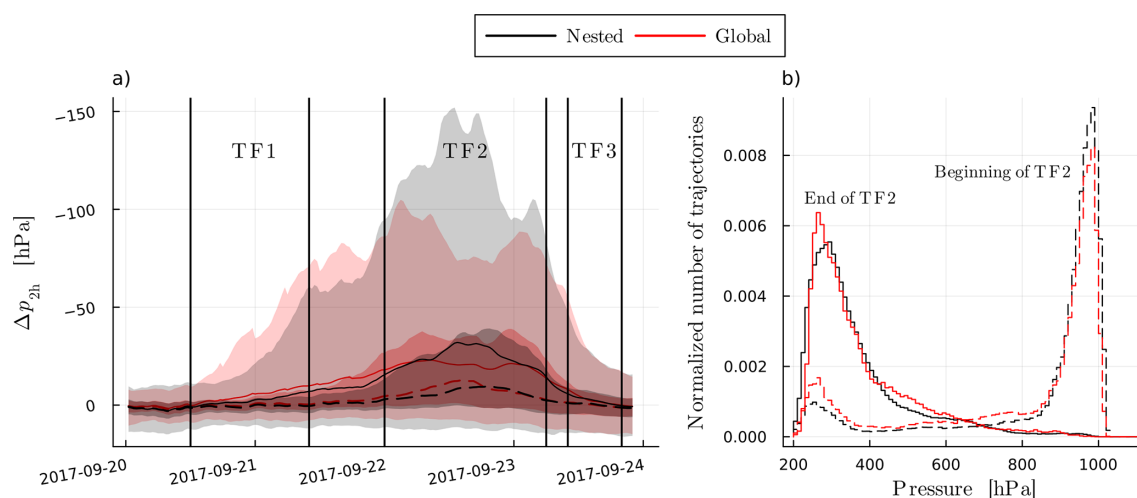 Nested Global
a) b)
−150
−100
−50
0
Δp2h [hPa]
TF1 TF2 TF3
2017-09-20 2017-09-21 2017-09-22 2017-09-23 2017-09-24
Normalized number of trajectories
0.008
0.006
0.004
0.002
0.000
Beginning of TF2
End of TF2
200 400 600 800 1000
Pressure [hPa]